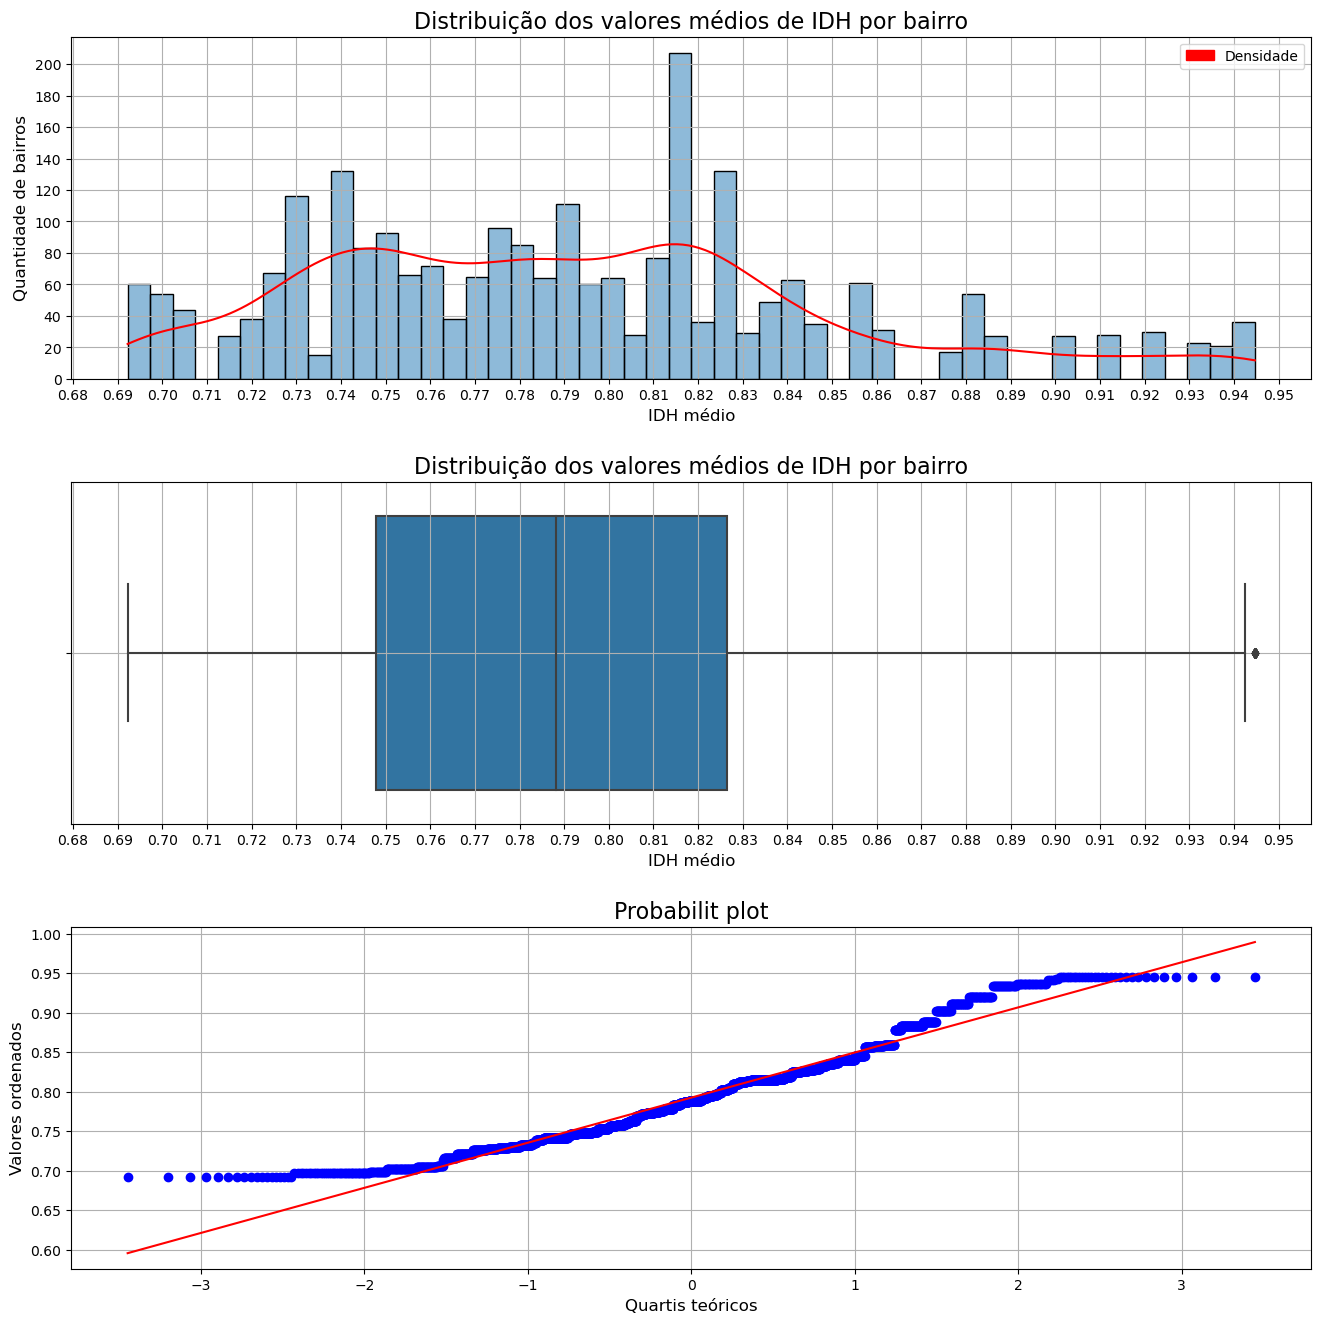 Distribuição dos valores médios de IDH por bairro
Densidade
Quantidade de bairros
200
180
160
140
120
100
80
60
40
20
0
0.68 0.69 0.70 0.71 0.72 0.73 0.74 0.75 0.76 0.77 0.78 0.79 0.80 0.81 0.82 0.83 0.84 0.85 0.86 0.87 0.88 0.89 0.90 0.91 0.92 0.93 0.94 0.95
IDH médio
Distribuição dos valores médios de IDH por bairro
0.68 0.69 0.70 0.71 0.72 0.73 0.74 0.75 0.76 0.77 0.78 0.79 0.80 0.81 0.82 0.83 0.84 0.85 0.86 0.87 0.88 0.89 0.90 0.91 0.92 0.93 0.94 0.95
IDH médio
Probabilit plot
Valores ordenados
1.00
0.95
0.90
0.85
0.80
0.75
0.70
0.65
0.60
−3 −2 −1 0 1 2 3
Quartis teóricos